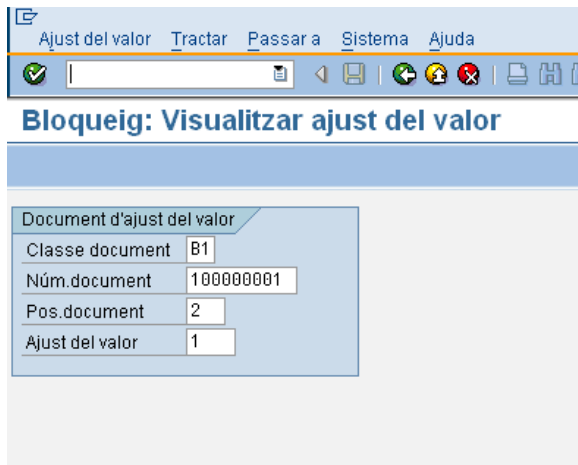 Ajust del valor Tractar Passar a Sistema Ajuda
Bloqueig: Visualitzar ajust del valor
Document d'ajust del valor
Classe document B1
Núm.document 100000001
Pos.document 2
Ajust del valor 1